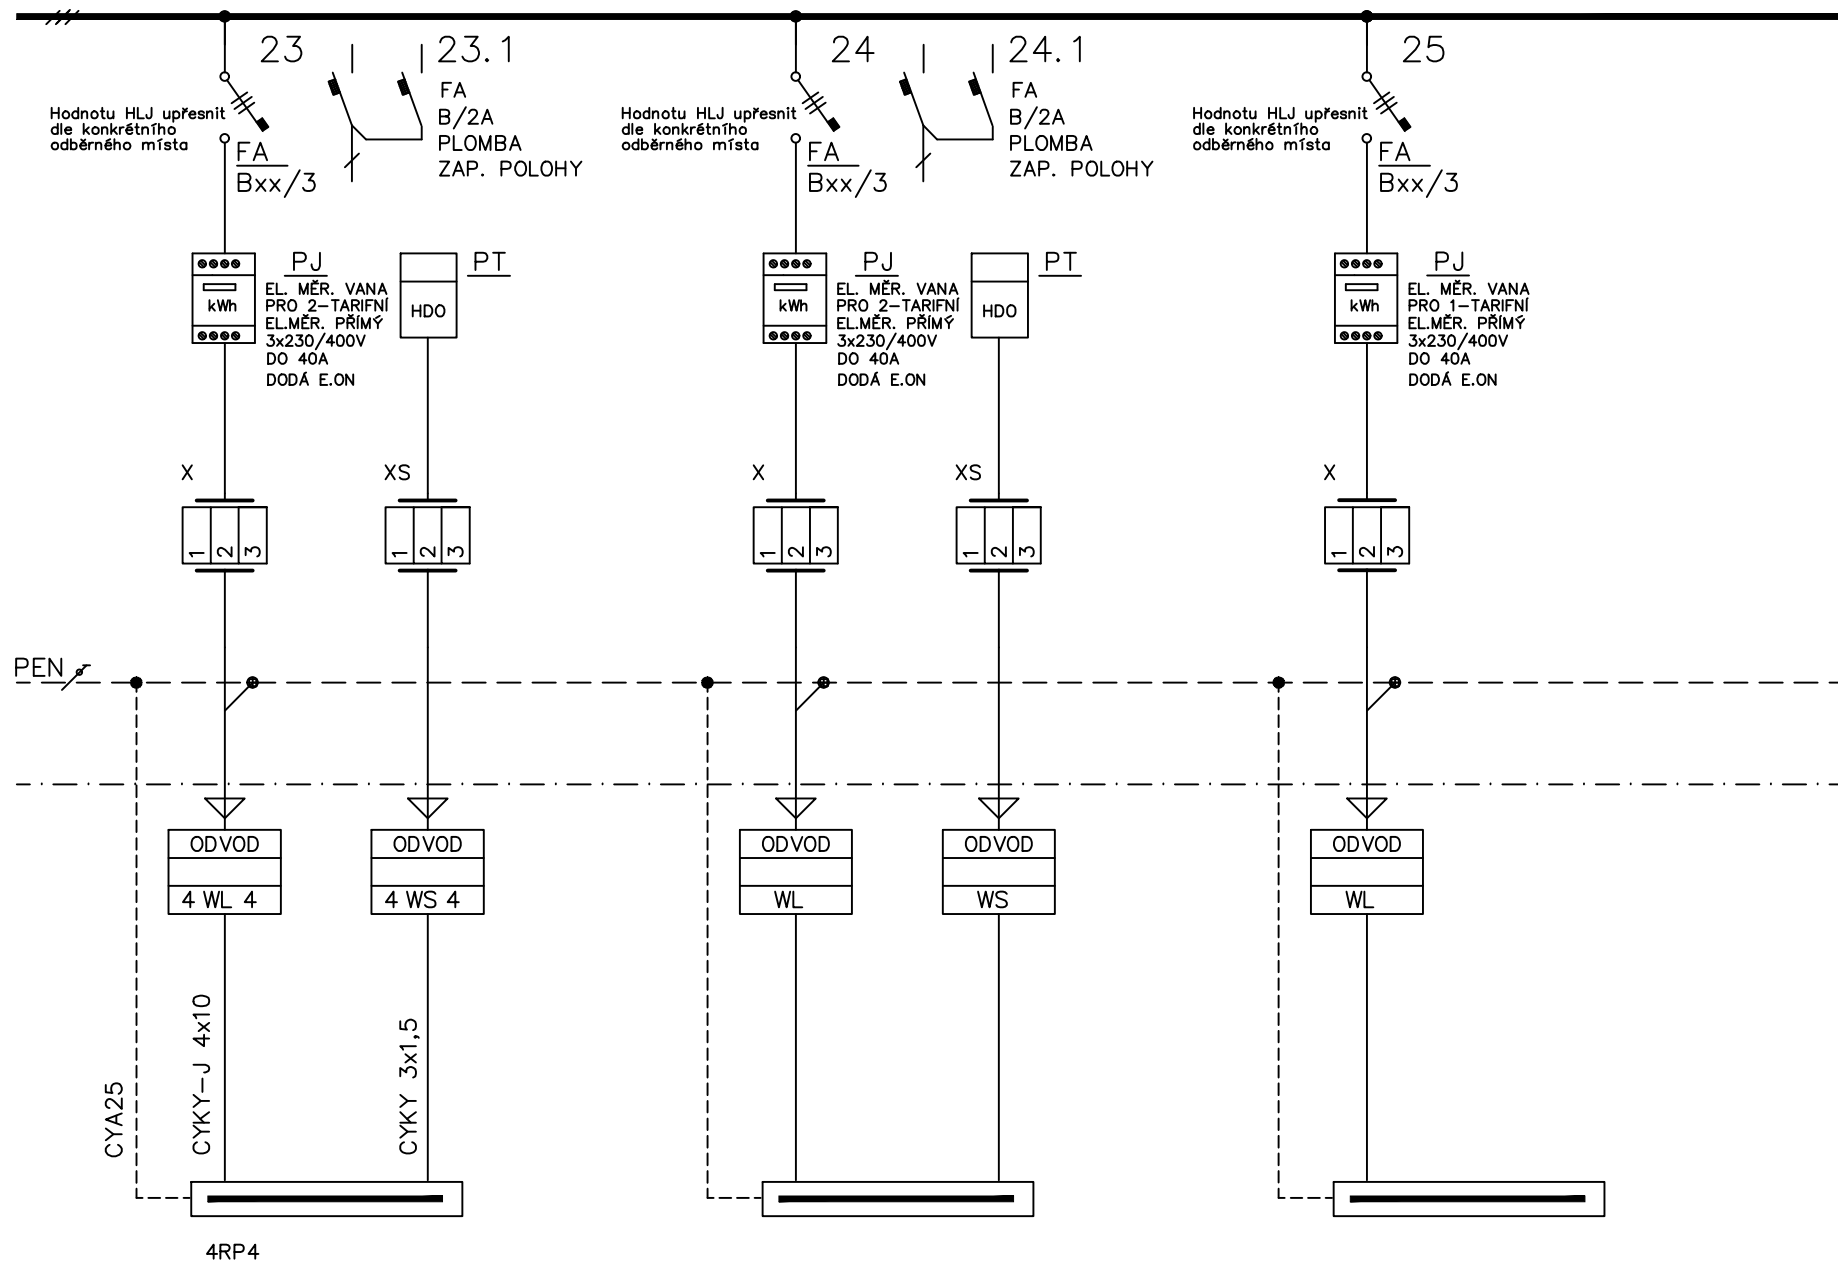 23
23.1
FA
B/2A
PLOMBA
ZAP. POLOHY
Hodnotu HLJ upřesnit
dle konkrétního
odběrného místa
FA
Bxx/3
PJ
EL. MĚR. VANA
PRO 2-TARIFNÍ
EL.MĚR. PŘÍMÝ
3x230/400V
DO 40A
DODÁ E.ON
kWh
PT
HDO
X
1 2 3
XS
1 2 3
24
24.1
FA
B/2A
PLOMBA
ZAP. POLOHY
Hodnotu HLJ upřesnit
dle konkrétního
odběrného místa
FA
Bxx/3
PJ
EL. MĚR. VANA
PRO 2-TARIFNÍ
EL.MĚR. PŘÍMÝ
3x230/400V
DO 40A
DODÁ E.ON
kWh
PT
HDO
X
1 2 3
XS
1 2 3
25
Hodnotu HLJ upřesnit
dle konkrétního
odběrného místa
FA
Bxx/3
PJ
EL. MĚR. VANA
PRO 1-TARIFNÍ
EL.MĚR. PŘÍMÝ
3x230/400V
DO 40A
DODÁ E.ON
kWh
X
1 2 3
PEN
ODVOD
4 WL 4
ODVOD
4 WS 4
ODVOD
WL
ODVOD
WS
ODVOD
WL
CYA25
CYKY-J 4x10
CYKY 3x1,5
4RP4